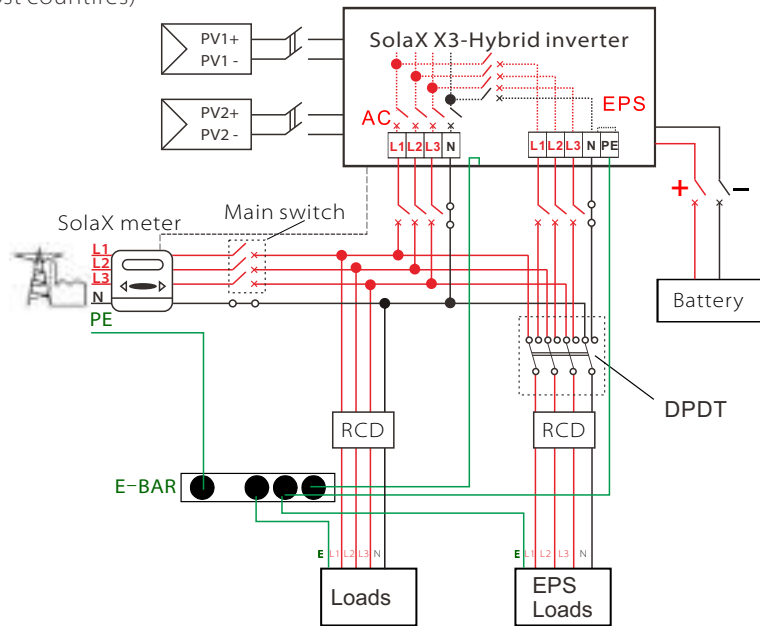 ost countires)
PV1+
PV1 -
PV2+
PV2 -
SolaX X3-Hybrid inverter
AC
EPS
L1 L2 L3 N
L1 L2 L3 N PE
SolaX meter
Main switch
+ −
L1
L2
L3
N
PE
Battery
DPDT
RCD
RCD
E-BAR
E L1 L2 L3 N
E L1 L2 L3 N
Loads
EPS
Loads